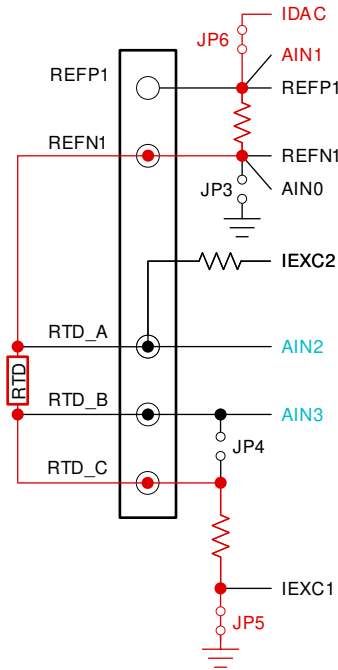 IDAC
JP6
AIN1
REFP1
REFP1
REFN1
REFN1
JP3
AIN0
IEXC2
RTD_A
AIN2
RTD
RTD_B
AIN3
JP4
RTD_C
IEXC1
JP5